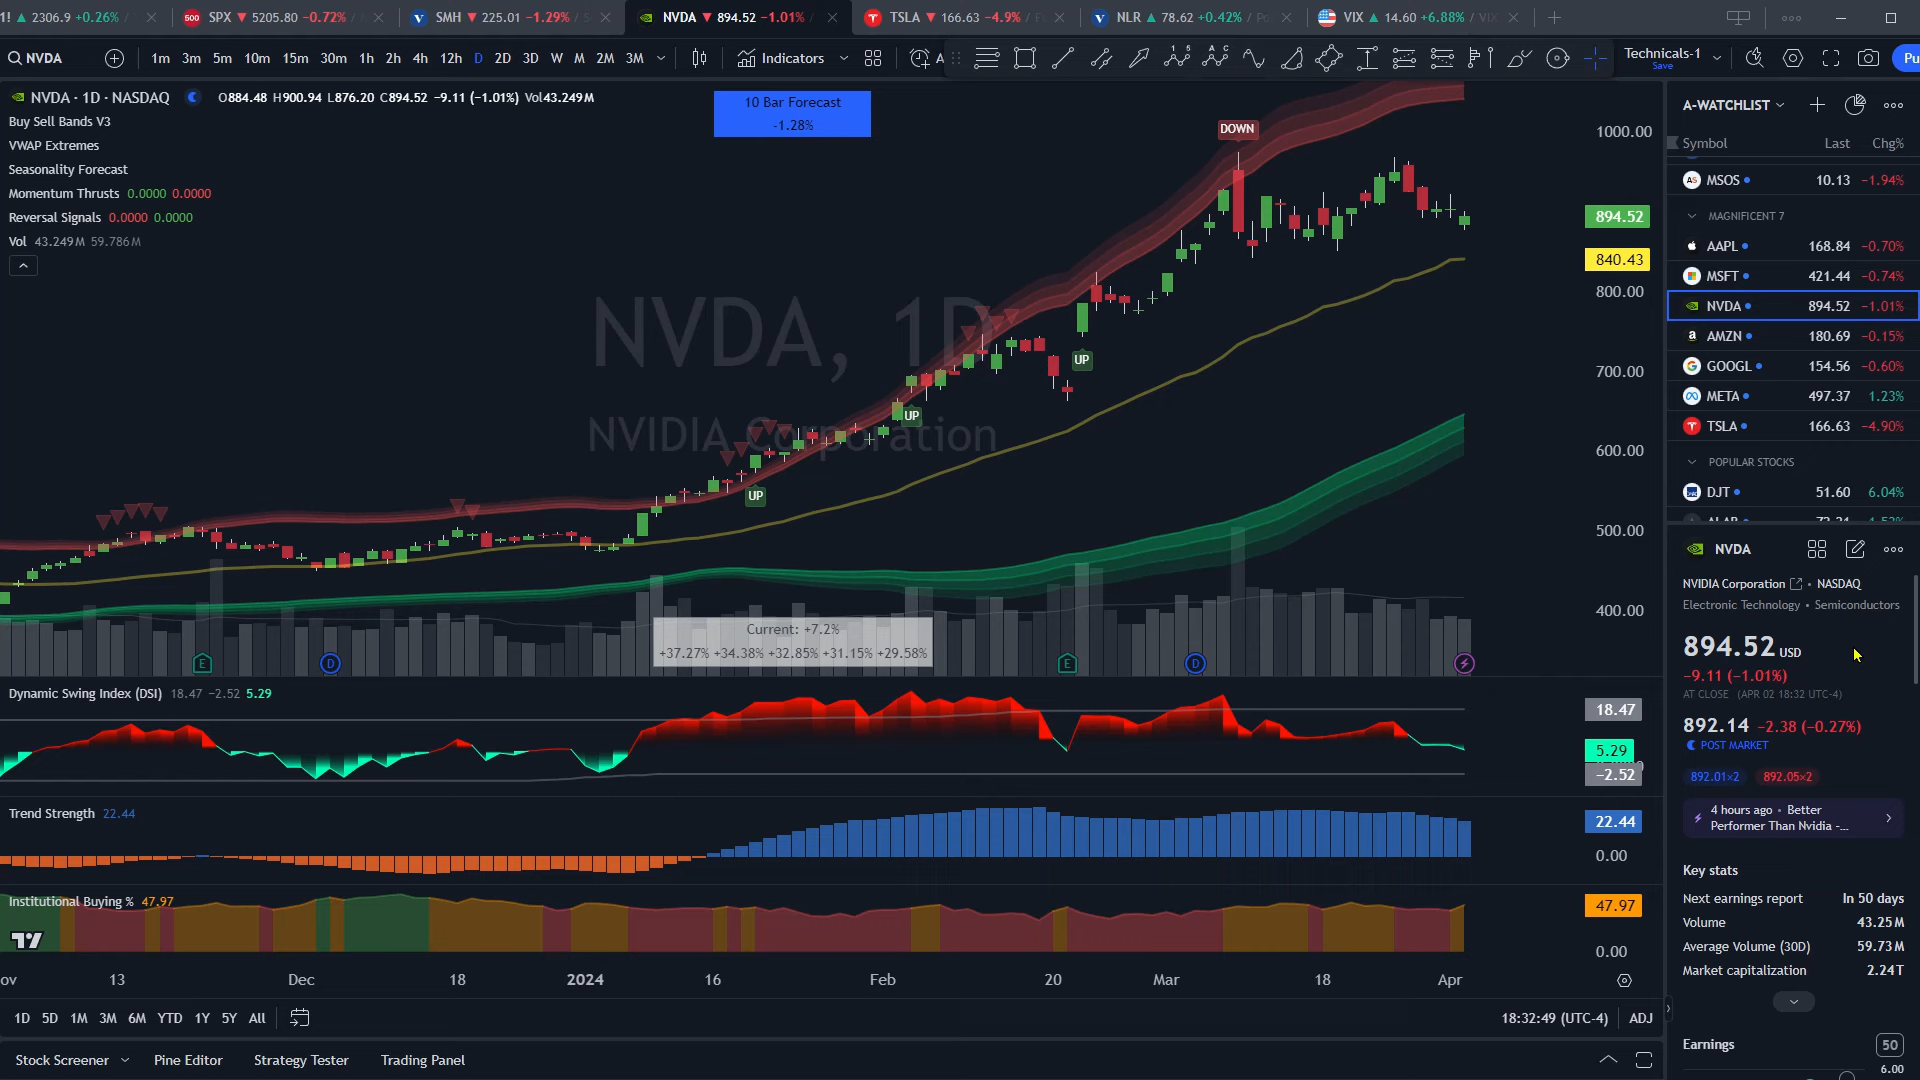 1! ▲ 2306.9 +0.26% /
500 SPX ▼ 5205.80 −0.72% /
SMH ▼ 225.01 −1.29% /
NVDA ▼ 894.52 −1.01% /
TSLA ▼ 166.63 −4.9% /
NLR ▲ 78.62 +0.42% /
VIX ▲ 14.60 +6.88% / VIX
NVDA
1m 3m 5m 10m 15m 30m 1h 2h 4h 12h D 2D 3D W M 2M 3M
Indicators
A
Technicals-1
Save
Pu
NVDA · 1D · NASDAQ
O884.48 H900.94 L876.20 C894.52 −9.11 (−1.01%) Vol43.249M
Buy Sell Bands V3
VWAP Extremes
Seasonality Forecast
Momentum Thrusts 0.0000 0.0000
Reversal Signals 0.0000 0.0000
Vol 43.249M 59.786M
10 Bar Forecast
-1.28%
DOWN
UP
UP
UP
NVDA, 1D
NVIDIA Corporation
1000.00
894.52
840.43
800.00
700.00
600.00
500.00
400.00
Current: +7.2%
+37.27% +34.38% +32.85% +31.15% +29.58%
E
D
E
D
Dynamic Swing Index (DSI) 18.47 −2.52 5.29
18.47
5.29
−2.52
Trend Strength 22.44
22.44
0.00
Institutional Buying % 47.97
47.97
0.00
ov 13 Dec 18 2024 16 Feb 20 Mar 18 Apr
1D 5D 1M 3M 6M YTD 1Y 5Y All
18:32:49 (UTC-4) ADJ
Stock Screener Pine Editor Strategy Tester Trading Panel
A-WATCHLIST
Symbol Last Chg%
MSOS 10.13 −1.94%
MAGNIFICENT 7
AAPL 168.84 −0.70%
MSFT 421.44 −0.74%
NVDA 894.52 −1.01%
AMZN 180.69 −0.15%
GOOGL 154.56 −0.60%
META 497.37 1.23%
TSLA 166.63 −4.90%
POPULAR STOCKS
DJT 51.60 6.04%
NVDA
NVIDIA Corporation • NASDAQ
Electronic Technology • Semiconductors
894.52 USD
−9.11 (−1.01%)
AT CLOSE (APR 02 18:32 UTC-4)
892.14 −2.38 (−0.27%)
POST MARKET
892.01×2 892.05×2
4 hours ago • Better
Performer Than Nvidia -...
Key stats
Next earnings report In 50 days
Volume 43.25M
Average Volume (30D) 59.73M
Market capitalization 2.24T
Earnings 50
6.00